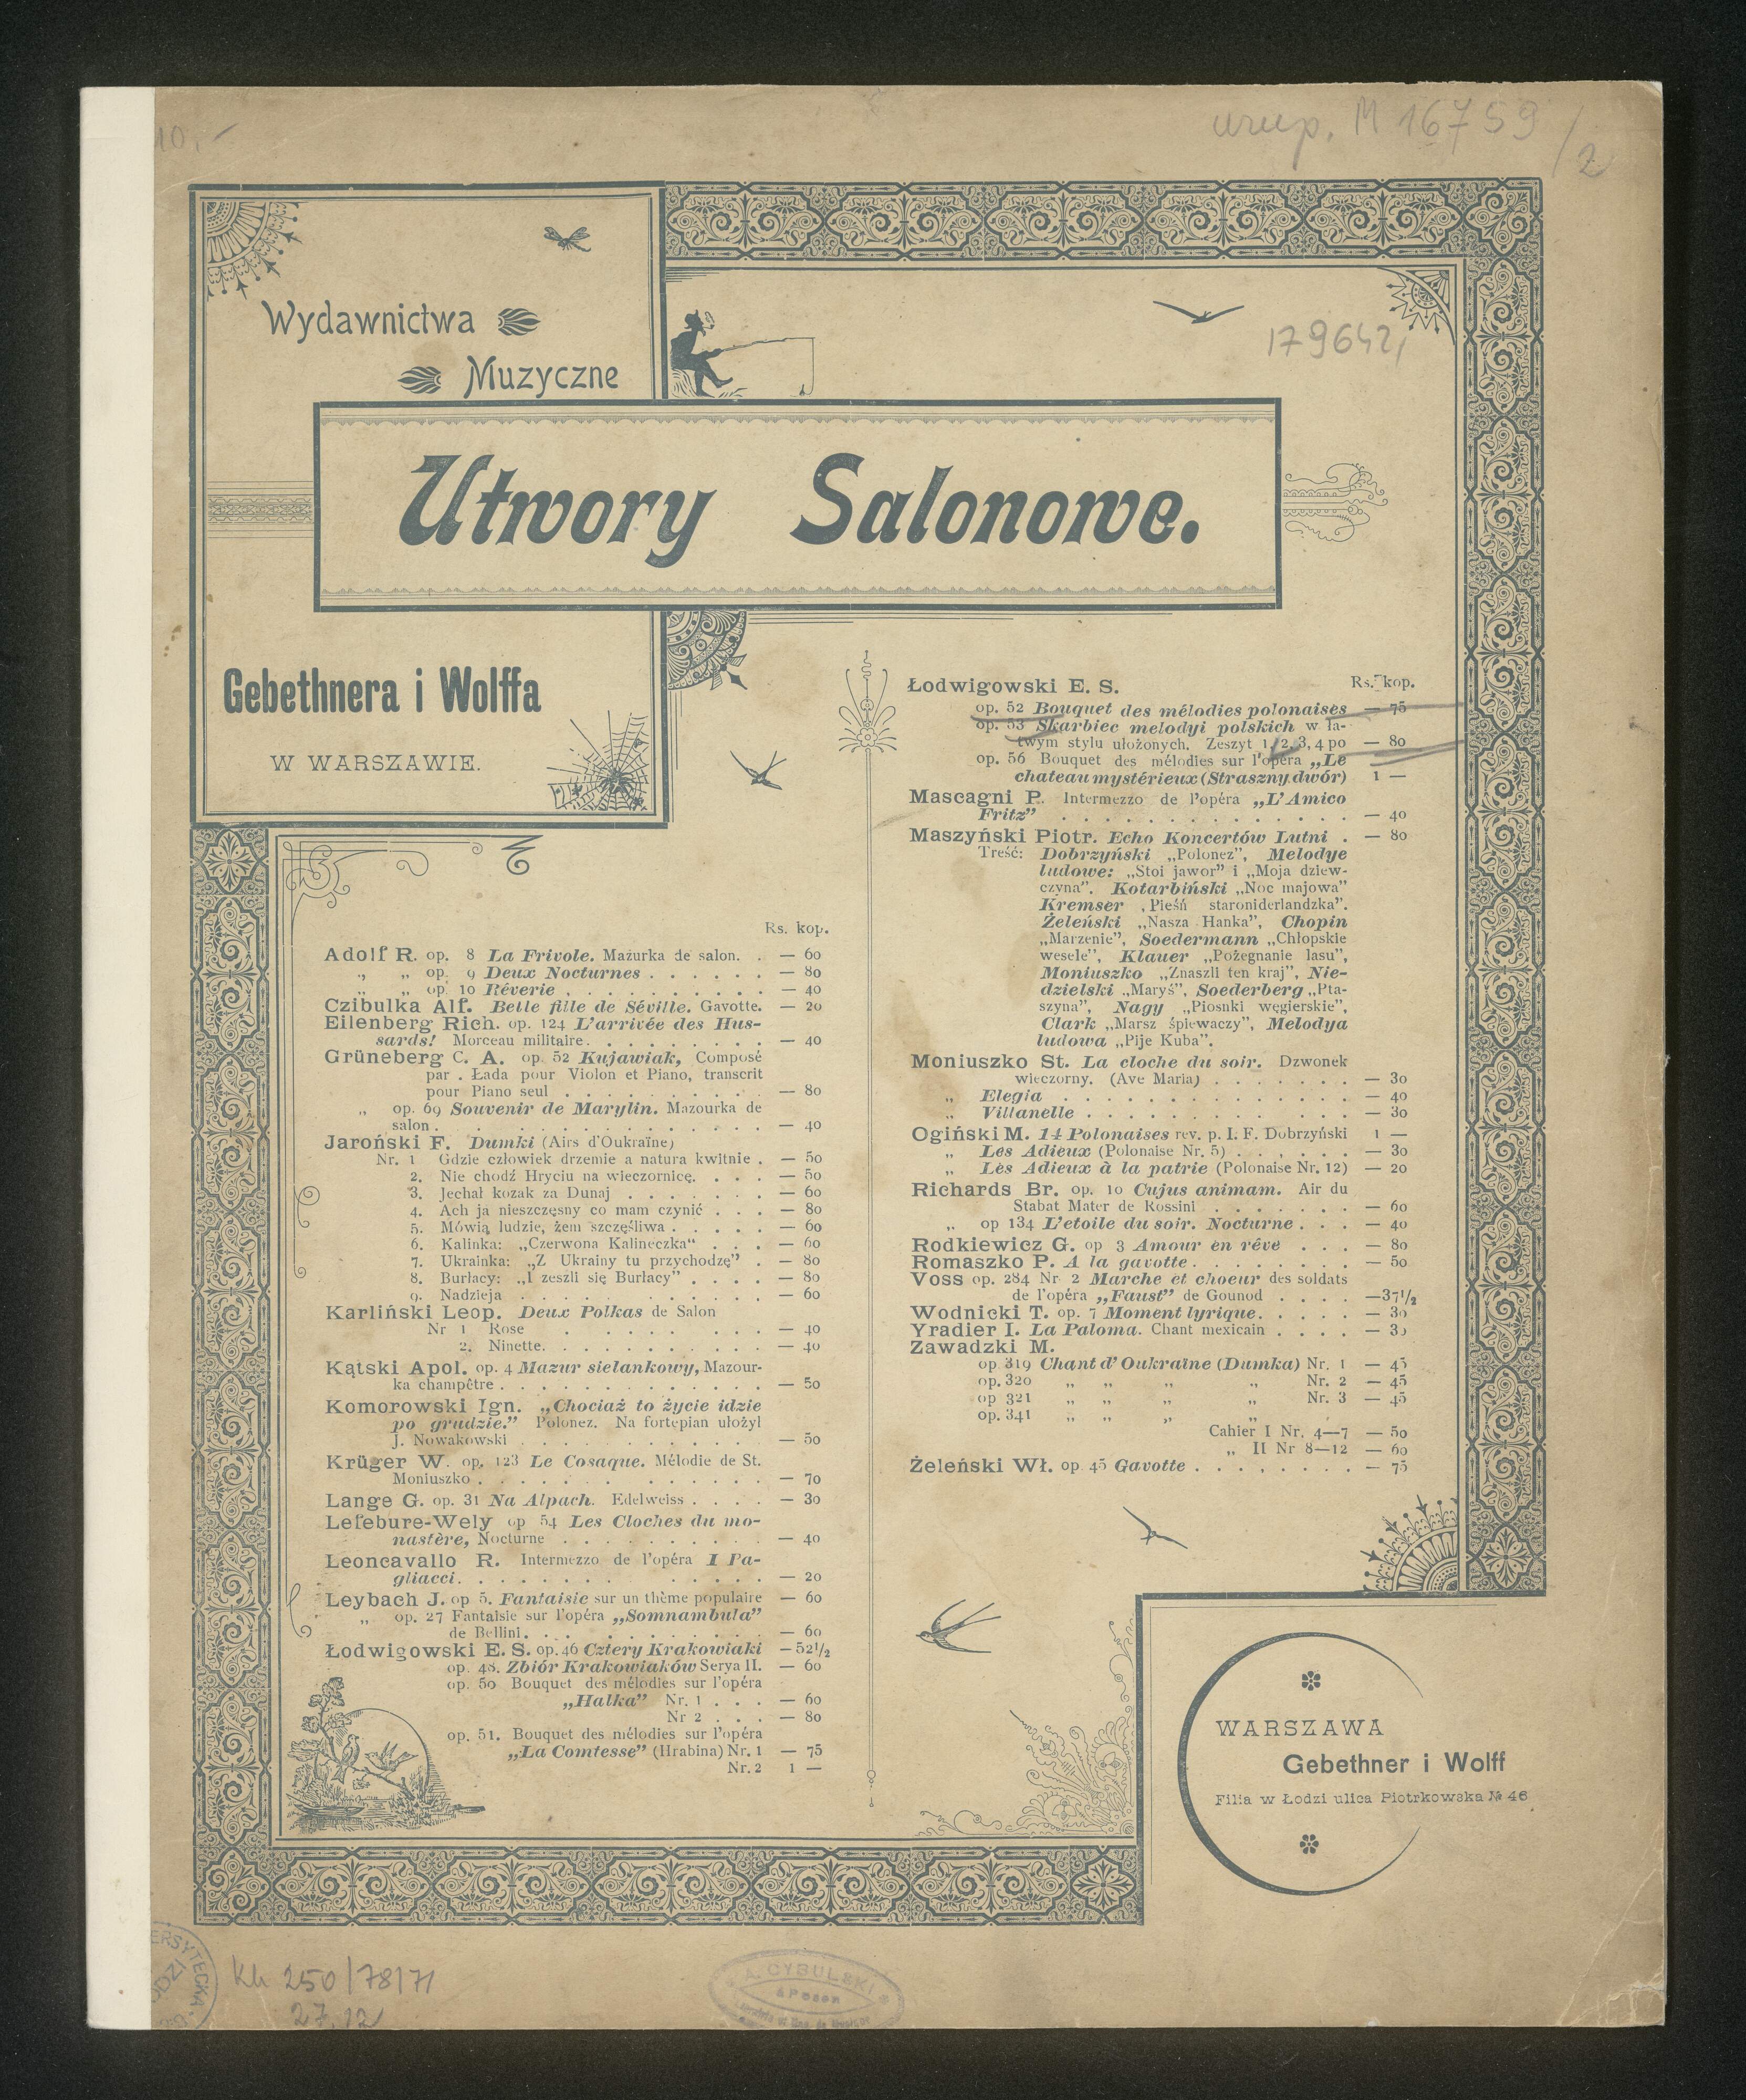 10,-
M 16759/2
Wydawnictwa
Muzyczne
179642,
Utwory Salonowe.
Gebethnera i Wolffa
W WARSZAWIE.
Rs. kop.
Adolf R. op. 8 La Frivole. Mazurka de salon. . — 60
„ „ op. 9 Deux Nocturnes . . . . . . — 80
„ „ op. 10 Rêverie . . . . . . . . . . — 40
Czibulka Alf. Belle fille de Séville. Gavotte. — 20
Eilenberg Rich. op. 124 L'arrivée des Hus-
sards! Morceau militaire. . . . . . . . . — 40
Grüneberg C. A. op. 52 Kujawiak, Composé
par . Łada pour Violon et Piano, transcrit
pour Piano seul . . . . . . . . . . — 80
„ op. 69 Souvenir de Marylin. Mazourka de
salon . . . . . . . . . . . . . . . — 40
Jaroński F. Dumki (Airs d'Oukraïne)
Nr. 1 Gdzie człowiek drzemie a natura kwitnie . — 50
2. Nie chodź Hryciu na wieczornicę. . . . — 50
3. Jechał kozak za Dunaj . . . . . . . — 60
4. Ach ja nieszczęsny co mam czynić . . . — 80
5. Mówią ludzie, żem szczęśliwa . . . . . — 60
6. Kalinka: „Czerwona Kalineczka“ . . . — 60
7. Ukrainka: „Z Ukrainy tu przychodzę” . — 80
8. Burłacy: „I zeszli się Burłacy” . . . . — 80
9. Nadzieja . . . . . . . . . . . . . — 60
Karliński Leop. Deux Polkas de Salon
Nr 1 Rose . . . . . . . . . — 40
2. Ninette. . . . . . . . . . — 40
Kątski Apol. op. 4 Mazur sielankowy, Mazour-
ka champêtre . . . . . . . . . . . . . — 50
Komorowski Ign. „Chociaż to życie idzie
po grudzie.” Polonez. Na fortepian ułożył
J. Nowakowski . . . . . . . . . . . — 50
Krüger W. op. 123 Le Cosaque. Mélodie de St.
Moniuszko . . . . . . . . . . . . . — 70
Lange G. op. 31 Na Alpach. Edelweiss . . . . — 30
Lefebure-Wely op 54 Les Cloches du mo-
nastère, Nocturne . . . . . . . . . . — 40
Leoncavallo R. Intermezzo de l'opéra I Pa-
gliacci. . . . . . . . . . . . . . — 20
Leybach J. op 5. Fantaisie sur un thème populaire — 60
„ op. 27 Fantaisie sur l'opéra „Somnambula”
de Bellini. . . . . . . . . . . . — 60
Łodwigowski E. S. op. 46 Cztery Krakowiaki — 52½
op. 48. Zbiór Krakowiaków Serya II. — 60
op. 50 Bouquet des mélodies sur l'opéra
„Halka” Nr. 1 . . . — 60
Nr 2 . . . — 80
op. 51. Bouquet des mélodies sur l'opéra
„La Comtesse” (Hrabina) Nr. 1 — 75
Nr. 2 1 —
Łodwigowski E. S. Rs. kop.
op. 52 Bouquet des mélodies polonaises — 75
op. 53 Skarbiec melodyi polskich w ła-
twym stylu ułożonych. Zeszyt 1, 2, 3, 4 po — 80
op. 56 Bouquet des mélodies sur l'opéra „Le
chateau mystérieux (Straszny dwór) 1 —
Mascagni P. Intermezzo de l'opéra „L'Amico
Fritz” . . . . . . . . . . . . . . — 40
Maszyński Piotr. Echo Koncertów Lutni . — 80
Treść: Dobrzyński „Polonez”, Melodye
ludowe: „Stoi jawor” i „Moja dziew-
czyna”. Kotarbiński „Noc majowa”
Kremser „Pieśń staroniderlandzka”.
Żeleński „Nasza Hanka”, Chopin
„Marzenie”, Soedermann „Chłopskie
wesele”, Klauer „Pożegnanie lasu”,
Moniuszko „Znaszli ten kraj”, Nie-
dzielski „Maryś”, Soederberg „Pta-
szyna”, Nagy „Piosnki węgierskie”,
Clark „Marsz śpiewaczy”, Melodya
ludowa „Pije Kuba”.
Moniuszko St. La cloche du soir. Dzwonek
wieczorny. (Ave Maria) . . . . . . . — 30
„ Elegia . . . . . . . . . . . . . — 40
„ Villanelle . . . . . . . . . . . . — 30
Ogiński M. 14 Polonaises rev. p. I. F. Dobrzyński 1 —
„ Les Adieux (Polonaise Nr. 5) . . . . . . — 30
„ Lès Adieux à la patrie (Polonaise Nr. 12) — 20
Richards Br. op. 10 Cujus animam. Air du
Stabat Mater de Rossini . . . . . . . — 60
„ op 134 L'etoile du soir. Nocturne . . . — 40
Rodkiewicz G. op 3 Amour en rêve . . . — 80
Romaszko P. A la gavotte. . . . . . . . — 50
Voss op. 284 Nr 2 Marche et choeur des soldats
de l'opéra „Faust” de Gounod . . . . —37½
Wodnicki T. op. 7 Moment lyrique. . . . . — 30
Yradier I. La Paloma. Chant mexicain . . . . — 30
Zawadzki M.
op 319 Chant d'Oukraïne (Dumka) Nr. 1 — 45
op. 320 „ „ „ „ Nr. 2 — 45
op 321 „ „ „ „ Nr. 3 — 45
op. 341 „ „ „ „
Cahier I Nr. 4—7 — 50
„ II Nr 8—12 — 60
Żeleński Wł. op 45 Gavotte . . . . . . . . — 75
WARSZAWA
Gebethner i Wolff
Filia w Łodzi ulica Piotrkowska № 46
Kh 250/78/71
27.12
A. CYBULSKI
à Posen